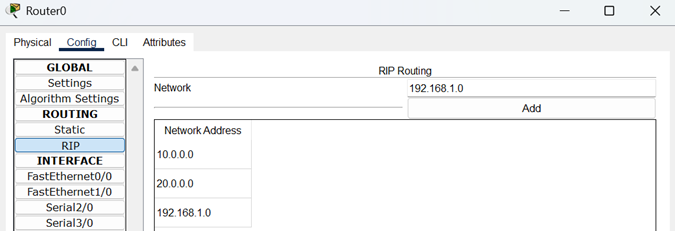 Router0
Physical Config CLI Attributes
GLOBAL
Settings
Algorithm Settings
ROUTING
Static
RIP
INTERFACE
FastEthernet0/0
FastEthernet1/0
Serial2/0
Serial3/0
RIP Routing
Network 192.168.1.0
Add
Network Address
10.0.0.0
20.0.0.0
192.168.1.0